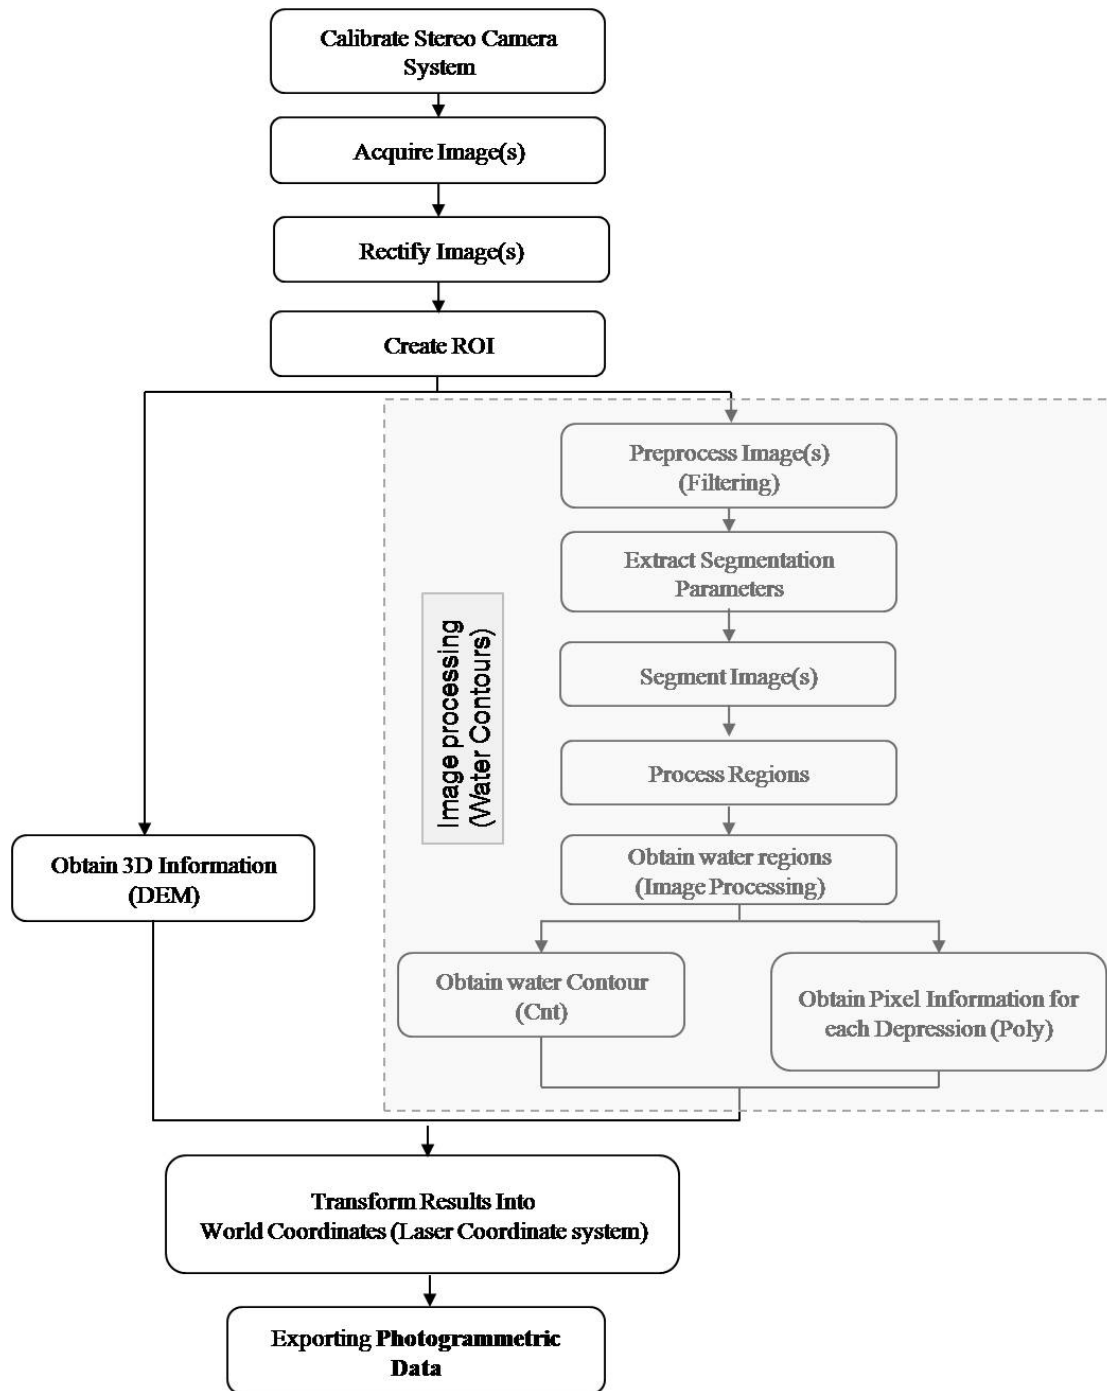 Calibrate Stereo Camera
System
Acquire Image(s)
Rectify Image(s)
Create ROI
Preprocess Image(s)
(Filtering)
Extract Segmentation
Parameters
Segment Image(s)
Process Regions
Image processing
(Water Contours)
Obtain 3D Information
(DEM)
Obtain water regions
(Image Processing)
Obtain water Contour
(Cnt)
Obtain Pixel Information for
each Depression (Poly)
Transform Results Into
World Coordinates (Laser Coordinate system)
Exporting Photogrammetric
Data